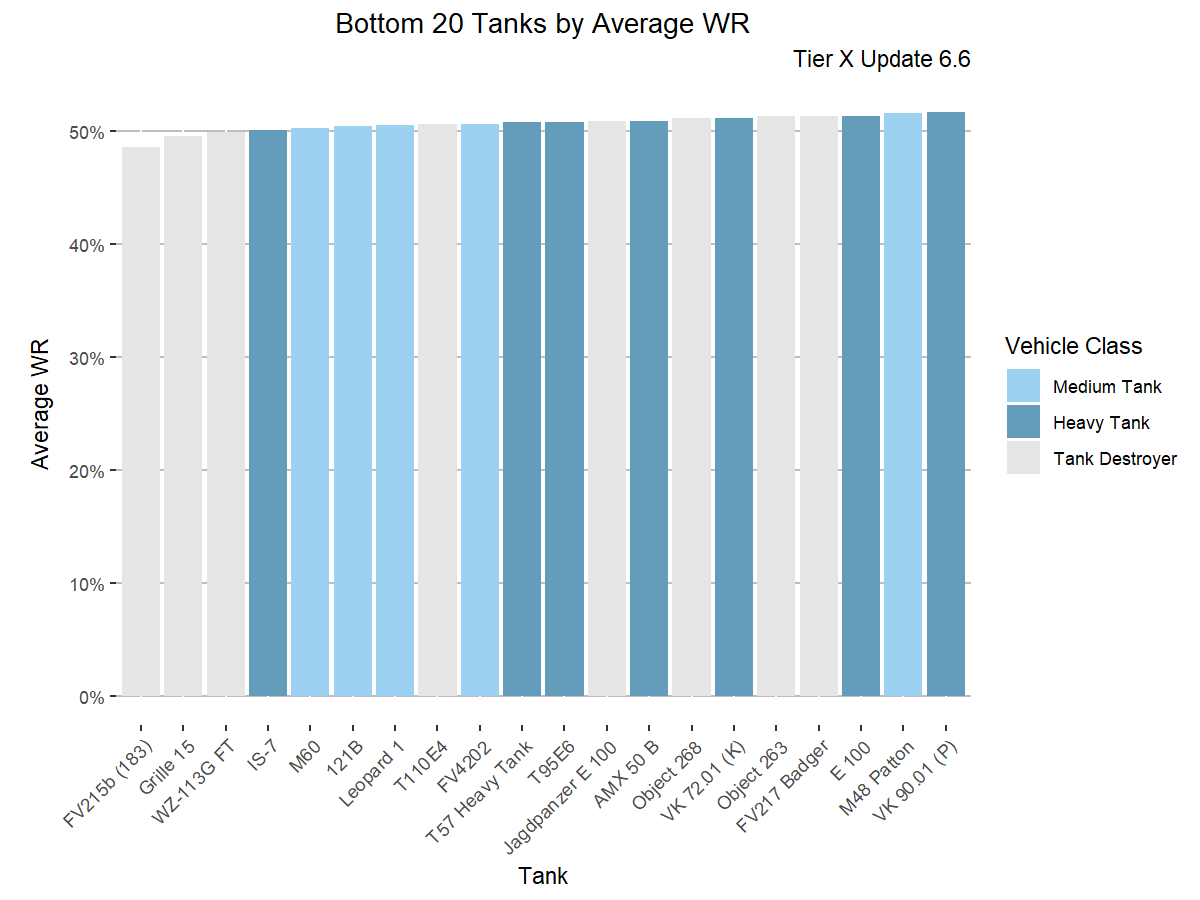 Bottom 20 Tanks by Average WR
Tier X Update 6.6
Average WR
50%
40%
30%
20%
10%
0%
FV215b (183)
Grille 15
WZ-113G FT
IS-7
M60
121B
Leopard 1
T110E4
FV4202
T57 Heavy Tank
T95E6
Jagdpanzer E 100
AMX 50 B
Object 268
VK 72.01 (K)
Object 263
FV217 Badger
E 100
M48 Patton
VK 90.01 (P)
Tank
Vehicle Class
Medium Tank
Heavy Tank
Tank Destroyer